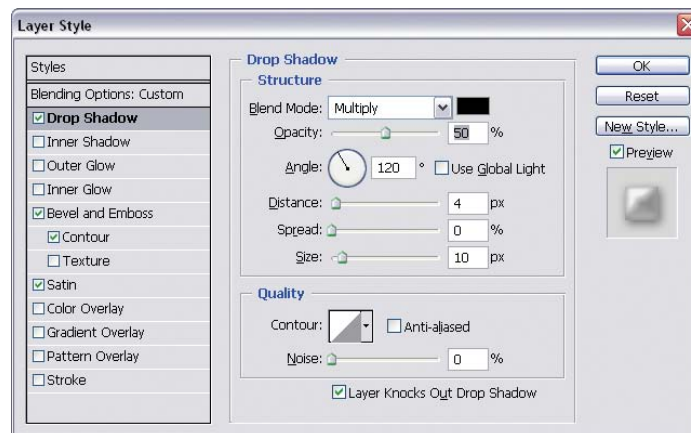 Layer Style
Styles
Blending Options: Custom
Drop Shadow
Inner Shadow
Outer Glow
Inner Glow
Bevel and Emboss
Contour
Texture
Satin
Color Overlay
Gradient Overlay
Pattern Overlay
Stroke
Drop Shadow
Structure
Blend Mode: Multiply
Opacity: 50 %
Angle: 120 ° Use Global Light
Distance: 4 px
Spread: 0 %
Size: 10 px
Quality
Contour: Anti-aliased
Noise: 0 %
Layer Knocks Out Drop Shadow
OK
Reset
New Style...
Preview